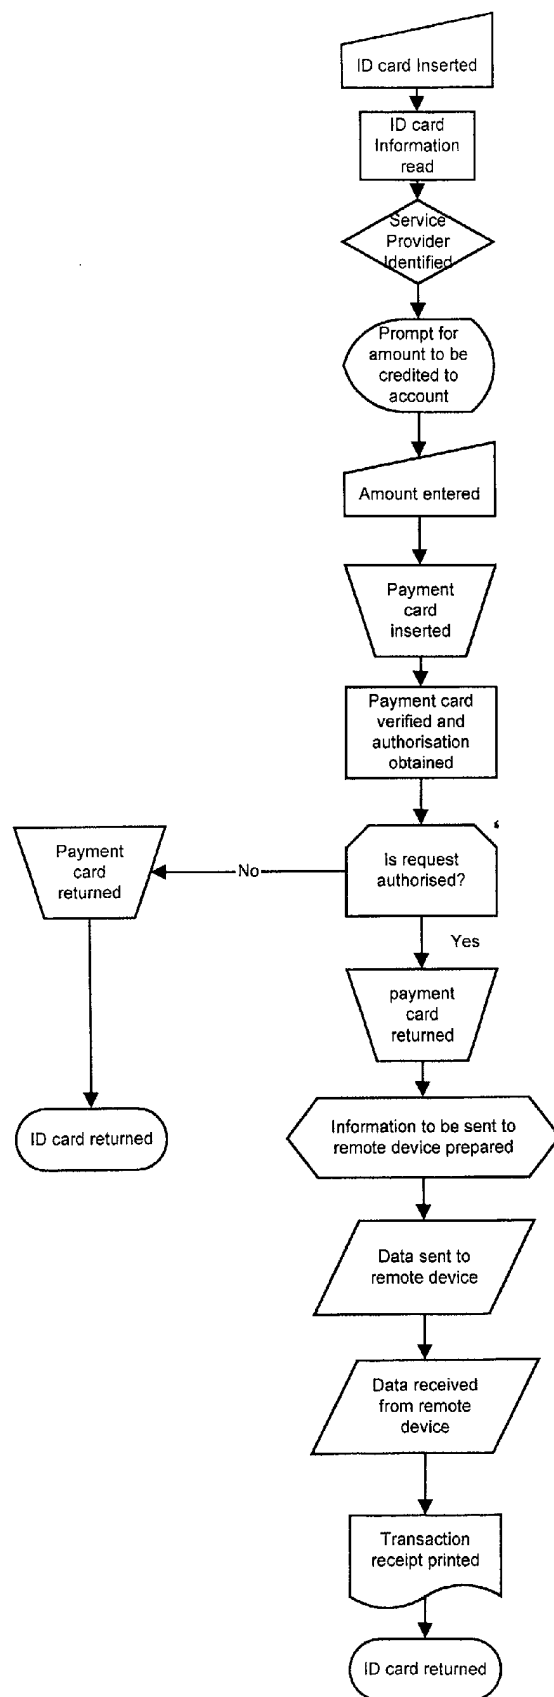 ID card Inserted
ID card
Information
read
Service
Provider
Identified
Prompt for
amount to be
credited to
account
Amount entered
Payment
card
inserted
Payment card
verified and
authorisation
obtained
Is request
authorised?
No
Payment
card
returned
ID card returned
Yes
payment
card
returned
Information to be sent to
remote device prepared
Data sent to
remote device
Data received
from remote
device
Transaction
receipt printed
ID card returned